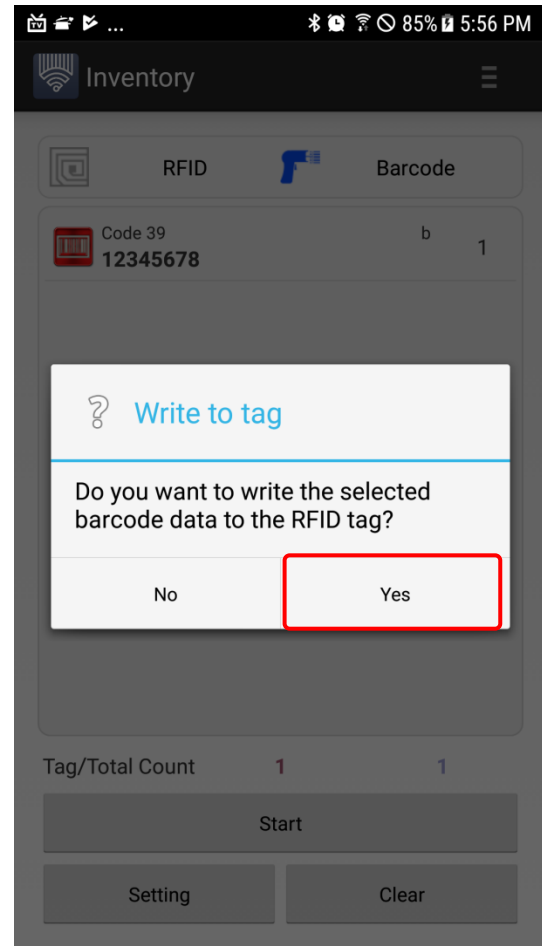 ... 85% 5:56 PM
Inventory
RFID Barcode
Code 39 b
12345678 1
Write to tag
Do you want to write the selected
barcode data to the RFID tag?
No Yes
Tag/Total Count 1 1
Start
Setting Clear